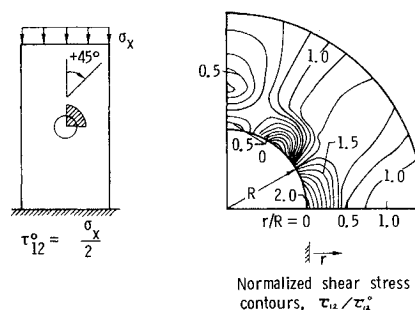 σx
+45°
τ°12 = σx
2
0.5
1.0
0.5
0
1.5
R
2.0
1.0
r/R = 0 0.5 1.0
r
Normalized shear stress
contours, τ12/τ°12